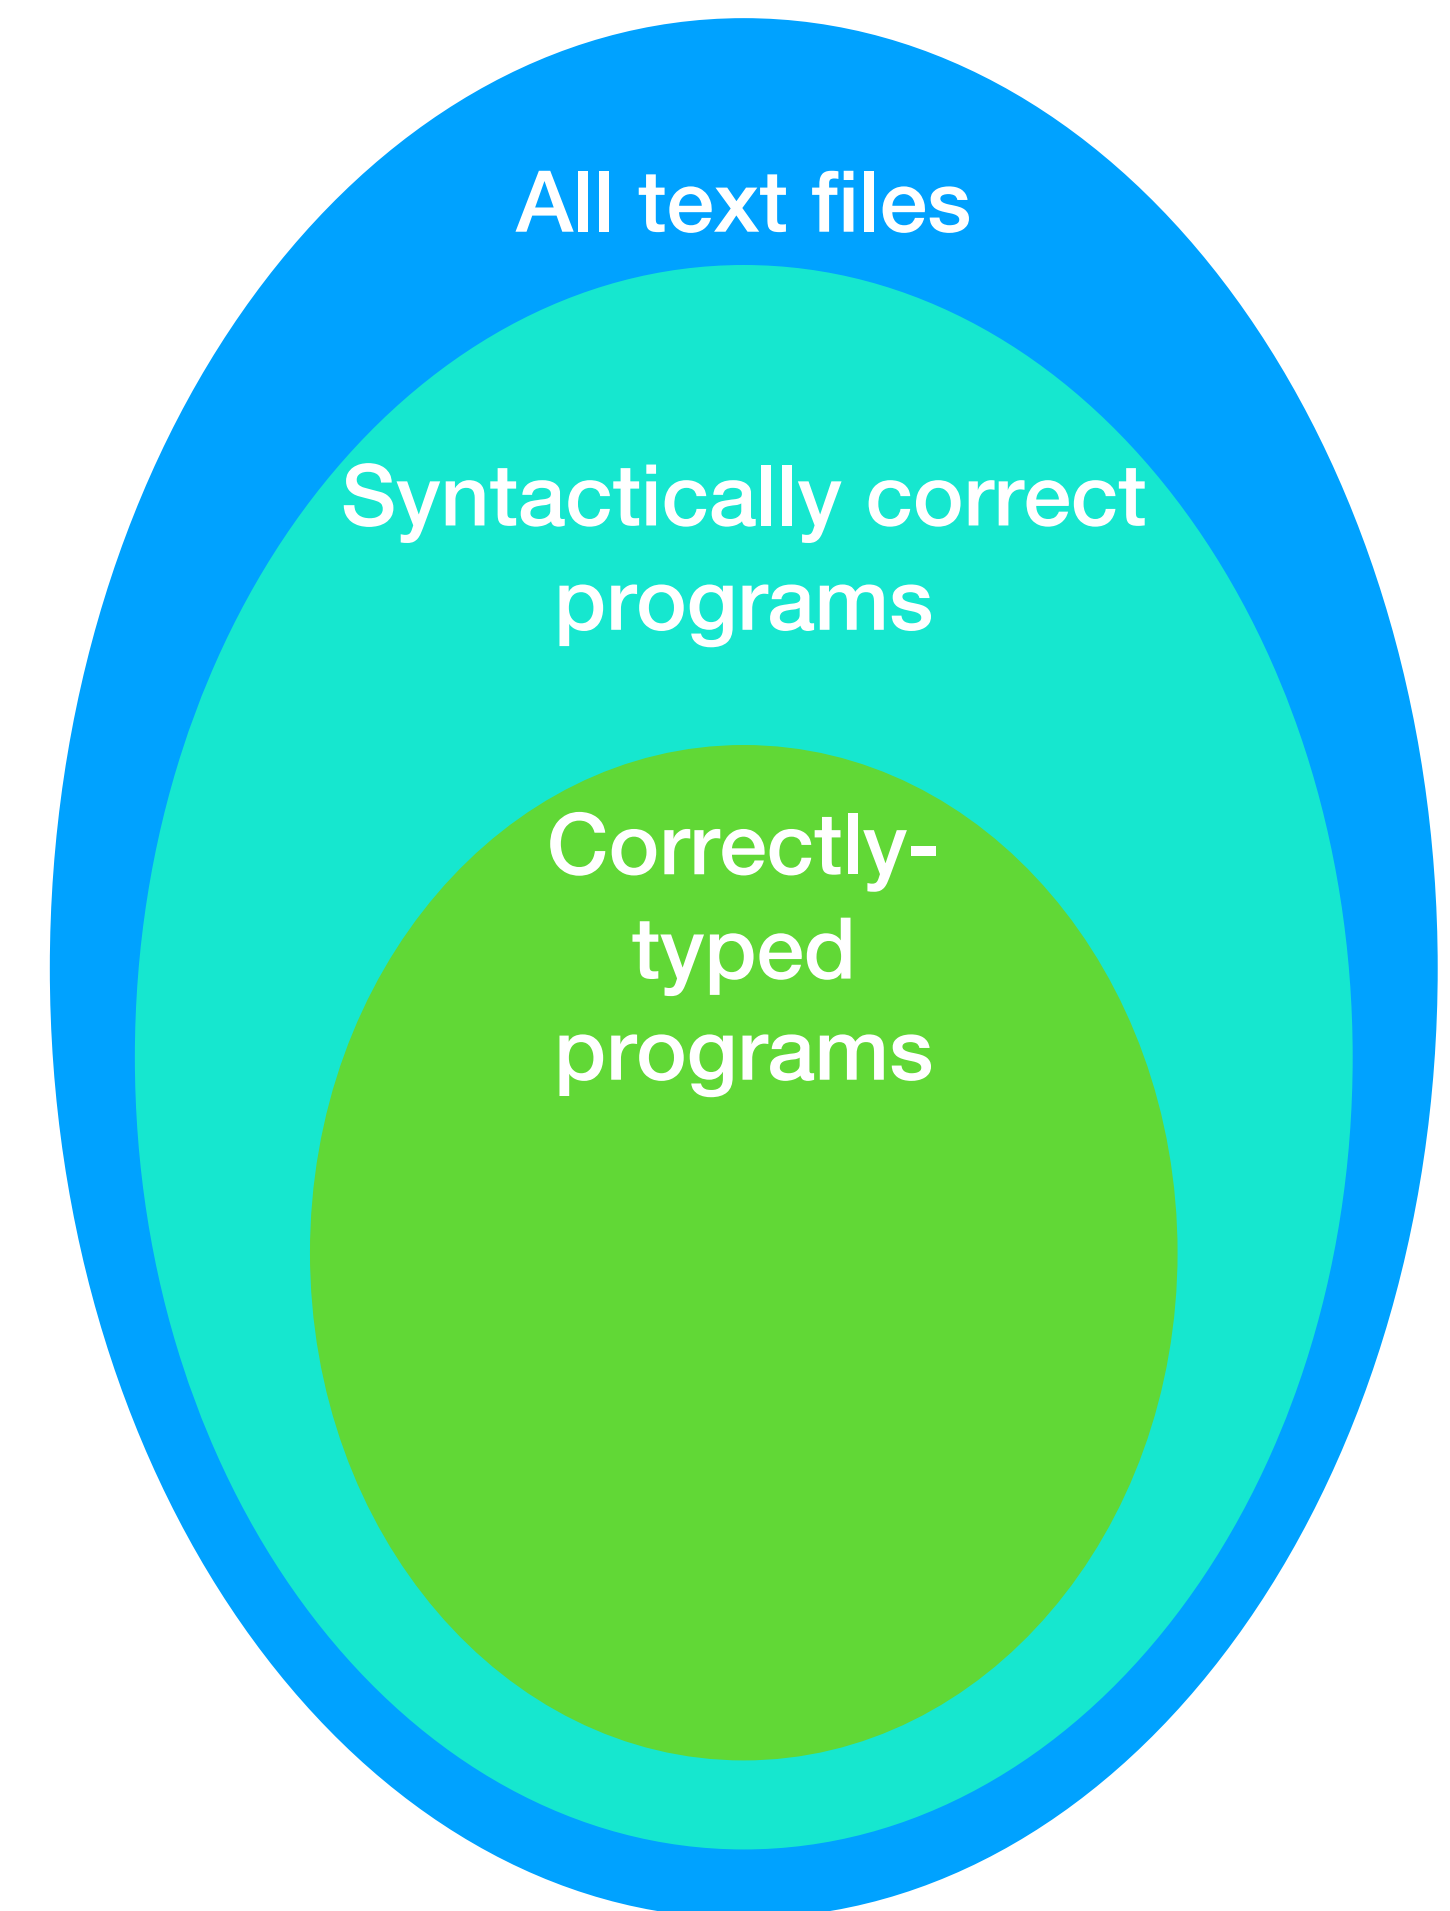 All text files
Syntactically correct
programs
Correctly-
typed
programs